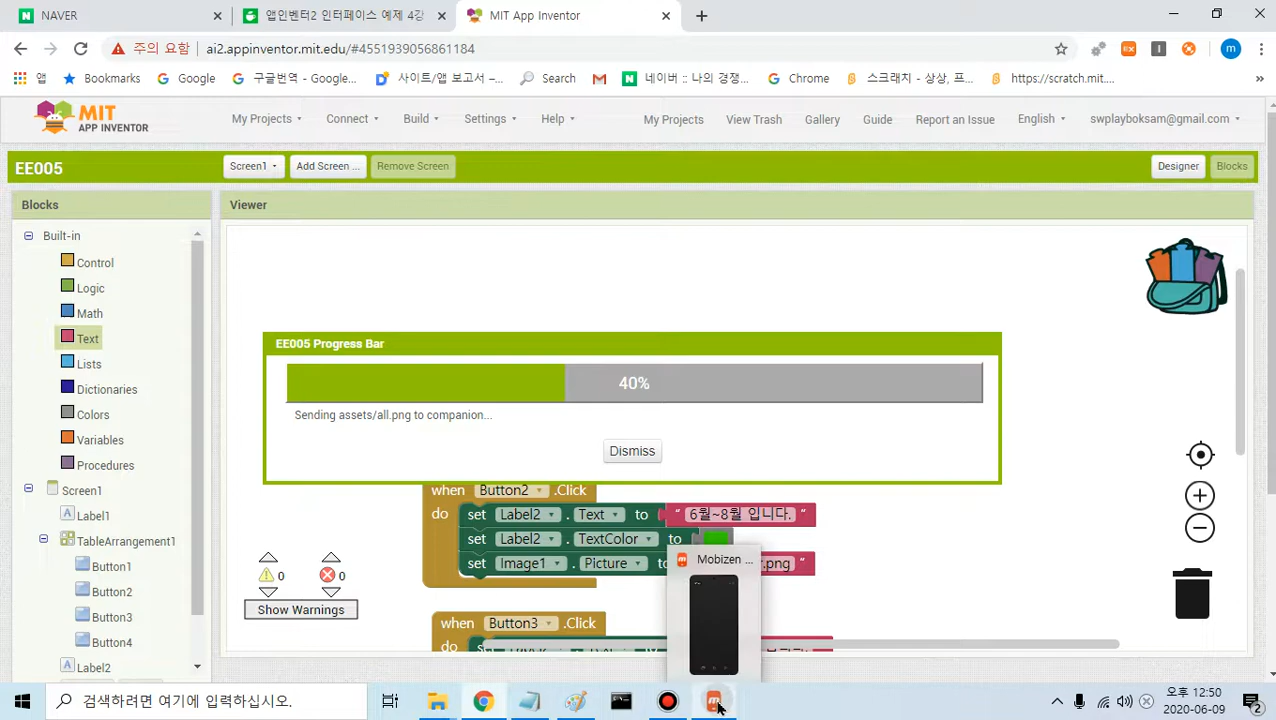 NAVER
앱인벤터2 인터페이스 예제 4강
MIT App Inventor
주의 요함
ai2.appinventor.mit.edu/#4551939056861184
m
앱
Bookmarks
Google
구글번역 - Google...
사이트/앱 보고서 –...
Search
네이버 :: 나의 경쟁...
Chrome
스크래치 - 상상, 프...
https://scratch.mit....
MIT
APP INVENTOR
My Projects
Connect
Build
Settings
Help
My Projects
View Trash
Gallery
Guide
Report an Issue
English
swplayboksam@gmail.com
EE005
Screen1
Add Screen ...
Remove Screen
Designer
Blocks
Blocks
Viewer
Built-in
Control
Logic
Math
Text
Lists
Dictionaries
Colors
Variables
Procedures
Screen1
Label1
TableArrangement1
Button1
Button2
Button3
Button4
Label2
EE005 Progress Bar
40%
Sending assets/all.png to companion...
Dismiss
when Button2 .Click
do set Label2 . Text to " 6월~8월 입니다. "
set Label2 . TextColor to
set Image1 . Picture to .png "
when Button3 .Click
do
0 0
Show Warnings
Mobizen ...
검색하려면 여기에 입력하십시오.
오후 12:50
2020-06-09
2